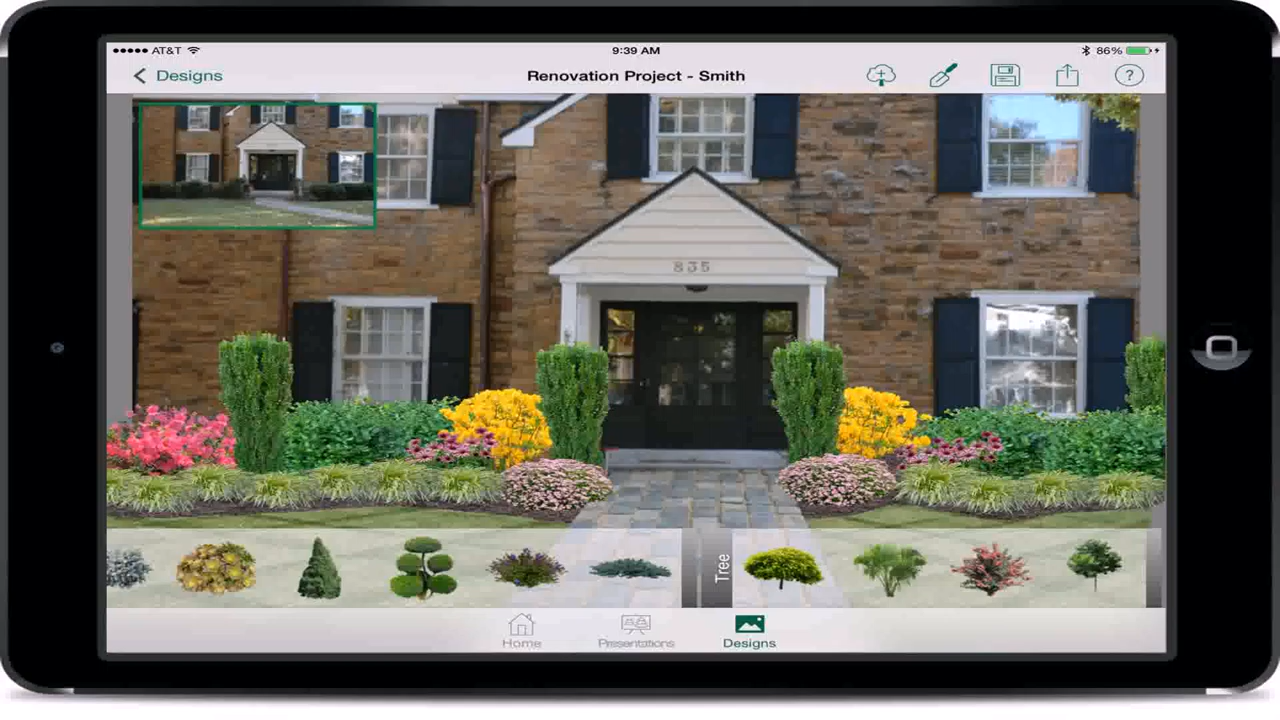 AT&T
9:39 AM
86%
Designs
Renovation Project - Smith
?
835
Tree
Home
Presentations
Designs